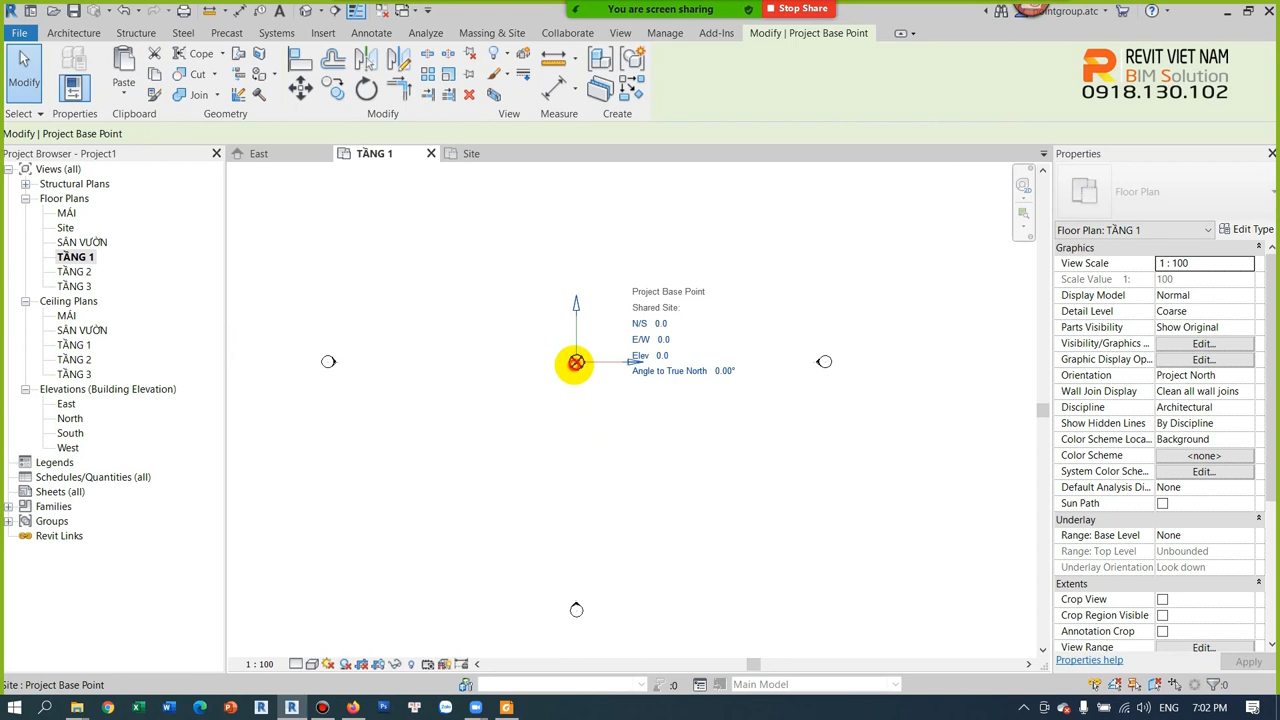 You are screen sharing
Stop Share
ointgroup.atc
File
Architecture
Structure
Steel
Precast
Systems
Insert
Annotate
Analyze
Massing & Site
Collaborate
View
Manage
Add-Ins
Modify | Project Base Point
Modify
Paste
Cope
Cut
Join
Select
Properties
Clipboard
Geometry
Modify
View
Measure
Create
REVIT VIET NAM
BIM Solution
0918.130.102
Modify | Project Base Point
Project Browser - Project1
East
TẦNG 1
Site
Properties
Views (all)
Structural Plans
Floor Plans
MÁI
Site
SÂN VƯỜN
TẦNG 1
TẦNG 2
TẦNG 3
Ceiling Plans
MÁI
SÂN VƯỜN
TẦNG 1
TẦNG 2
TẦNG 3
Elevations (Building Elevation)
East
North
South
West
Legends
Schedules/Quantities (all)
Sheets (all)
Families
Groups
Revit Links
Project Base Point
Shared Site:
N/S 0.0
E/W 0.0
Elev 0.0
Angle to True North 0.00°
Floor Plan
Floor Plan: TẦNG 1
Edit Type
Graphics
View Scale 1 : 100
Scale Value 1: 100
Display Model Normal
Detail Level Coarse
Parts Visibility Show Original
Visibility/Graphics ... Edit...
Graphic Display Op... Edit...
Orientation Project North
Wall Join Display Clean all wall joins
Discipline Architectural
Show Hidden Lines By Discipline
Color Scheme Loca... Background
Color Scheme <none>
System Color Sche... Edit...
Default Analysis Di... None
Sun Path
Underlay
Range: Base Level None
Range: Top Level Unbounded
Underlay Orientation Look down
Extents
Crop View
Crop Region Visible
Annotation Crop
View Range Edit...
Properties help
Apply
1 : 100
Site : Project Base Point
:0
Main Model
:0
ENG
7:02 PM